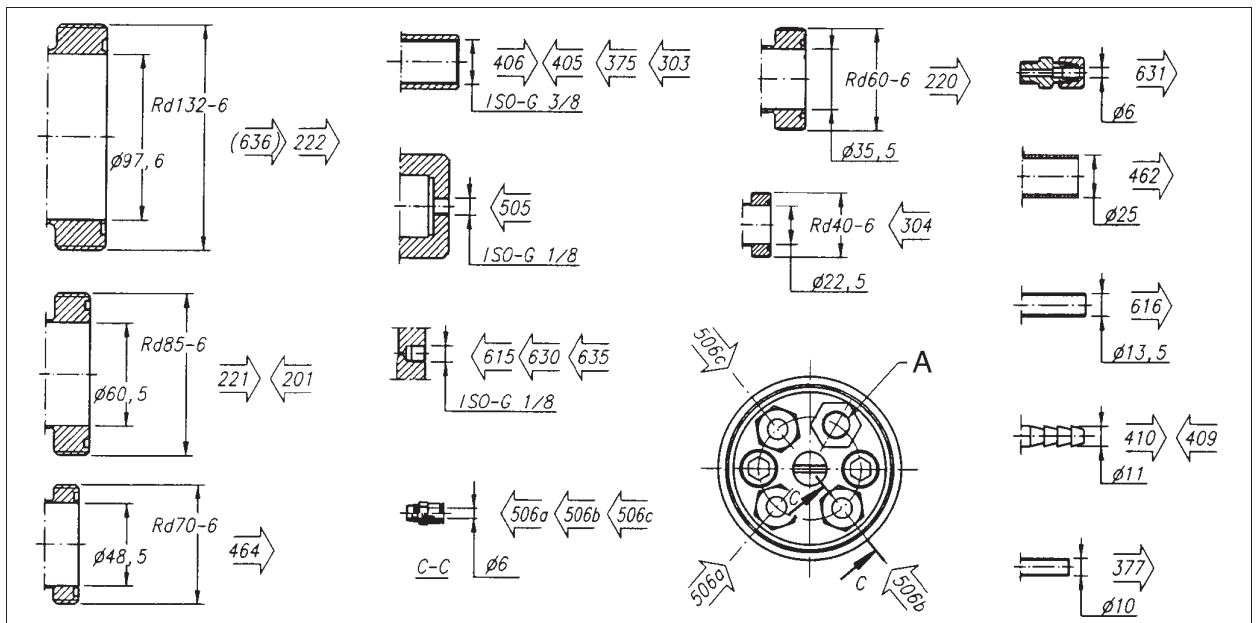 Rd132-6
ø97,6
(636) 222
Rd85-6
ø60,5
221 201
Rd70-6
ø48,5
464
406 405 375 303
ISO-G 3/8
505
ISO-G 1/8
615 630 635
ISO-G 1/8
506a 506b 506c
C-C ø6
Rd60-6
220
ø35,5
Rd40-6
304
ø22,5
506c
A
C
506a
C
506b
631
ø6
462
ø25
616
ø13,5
410 409
ø11
377
ø10